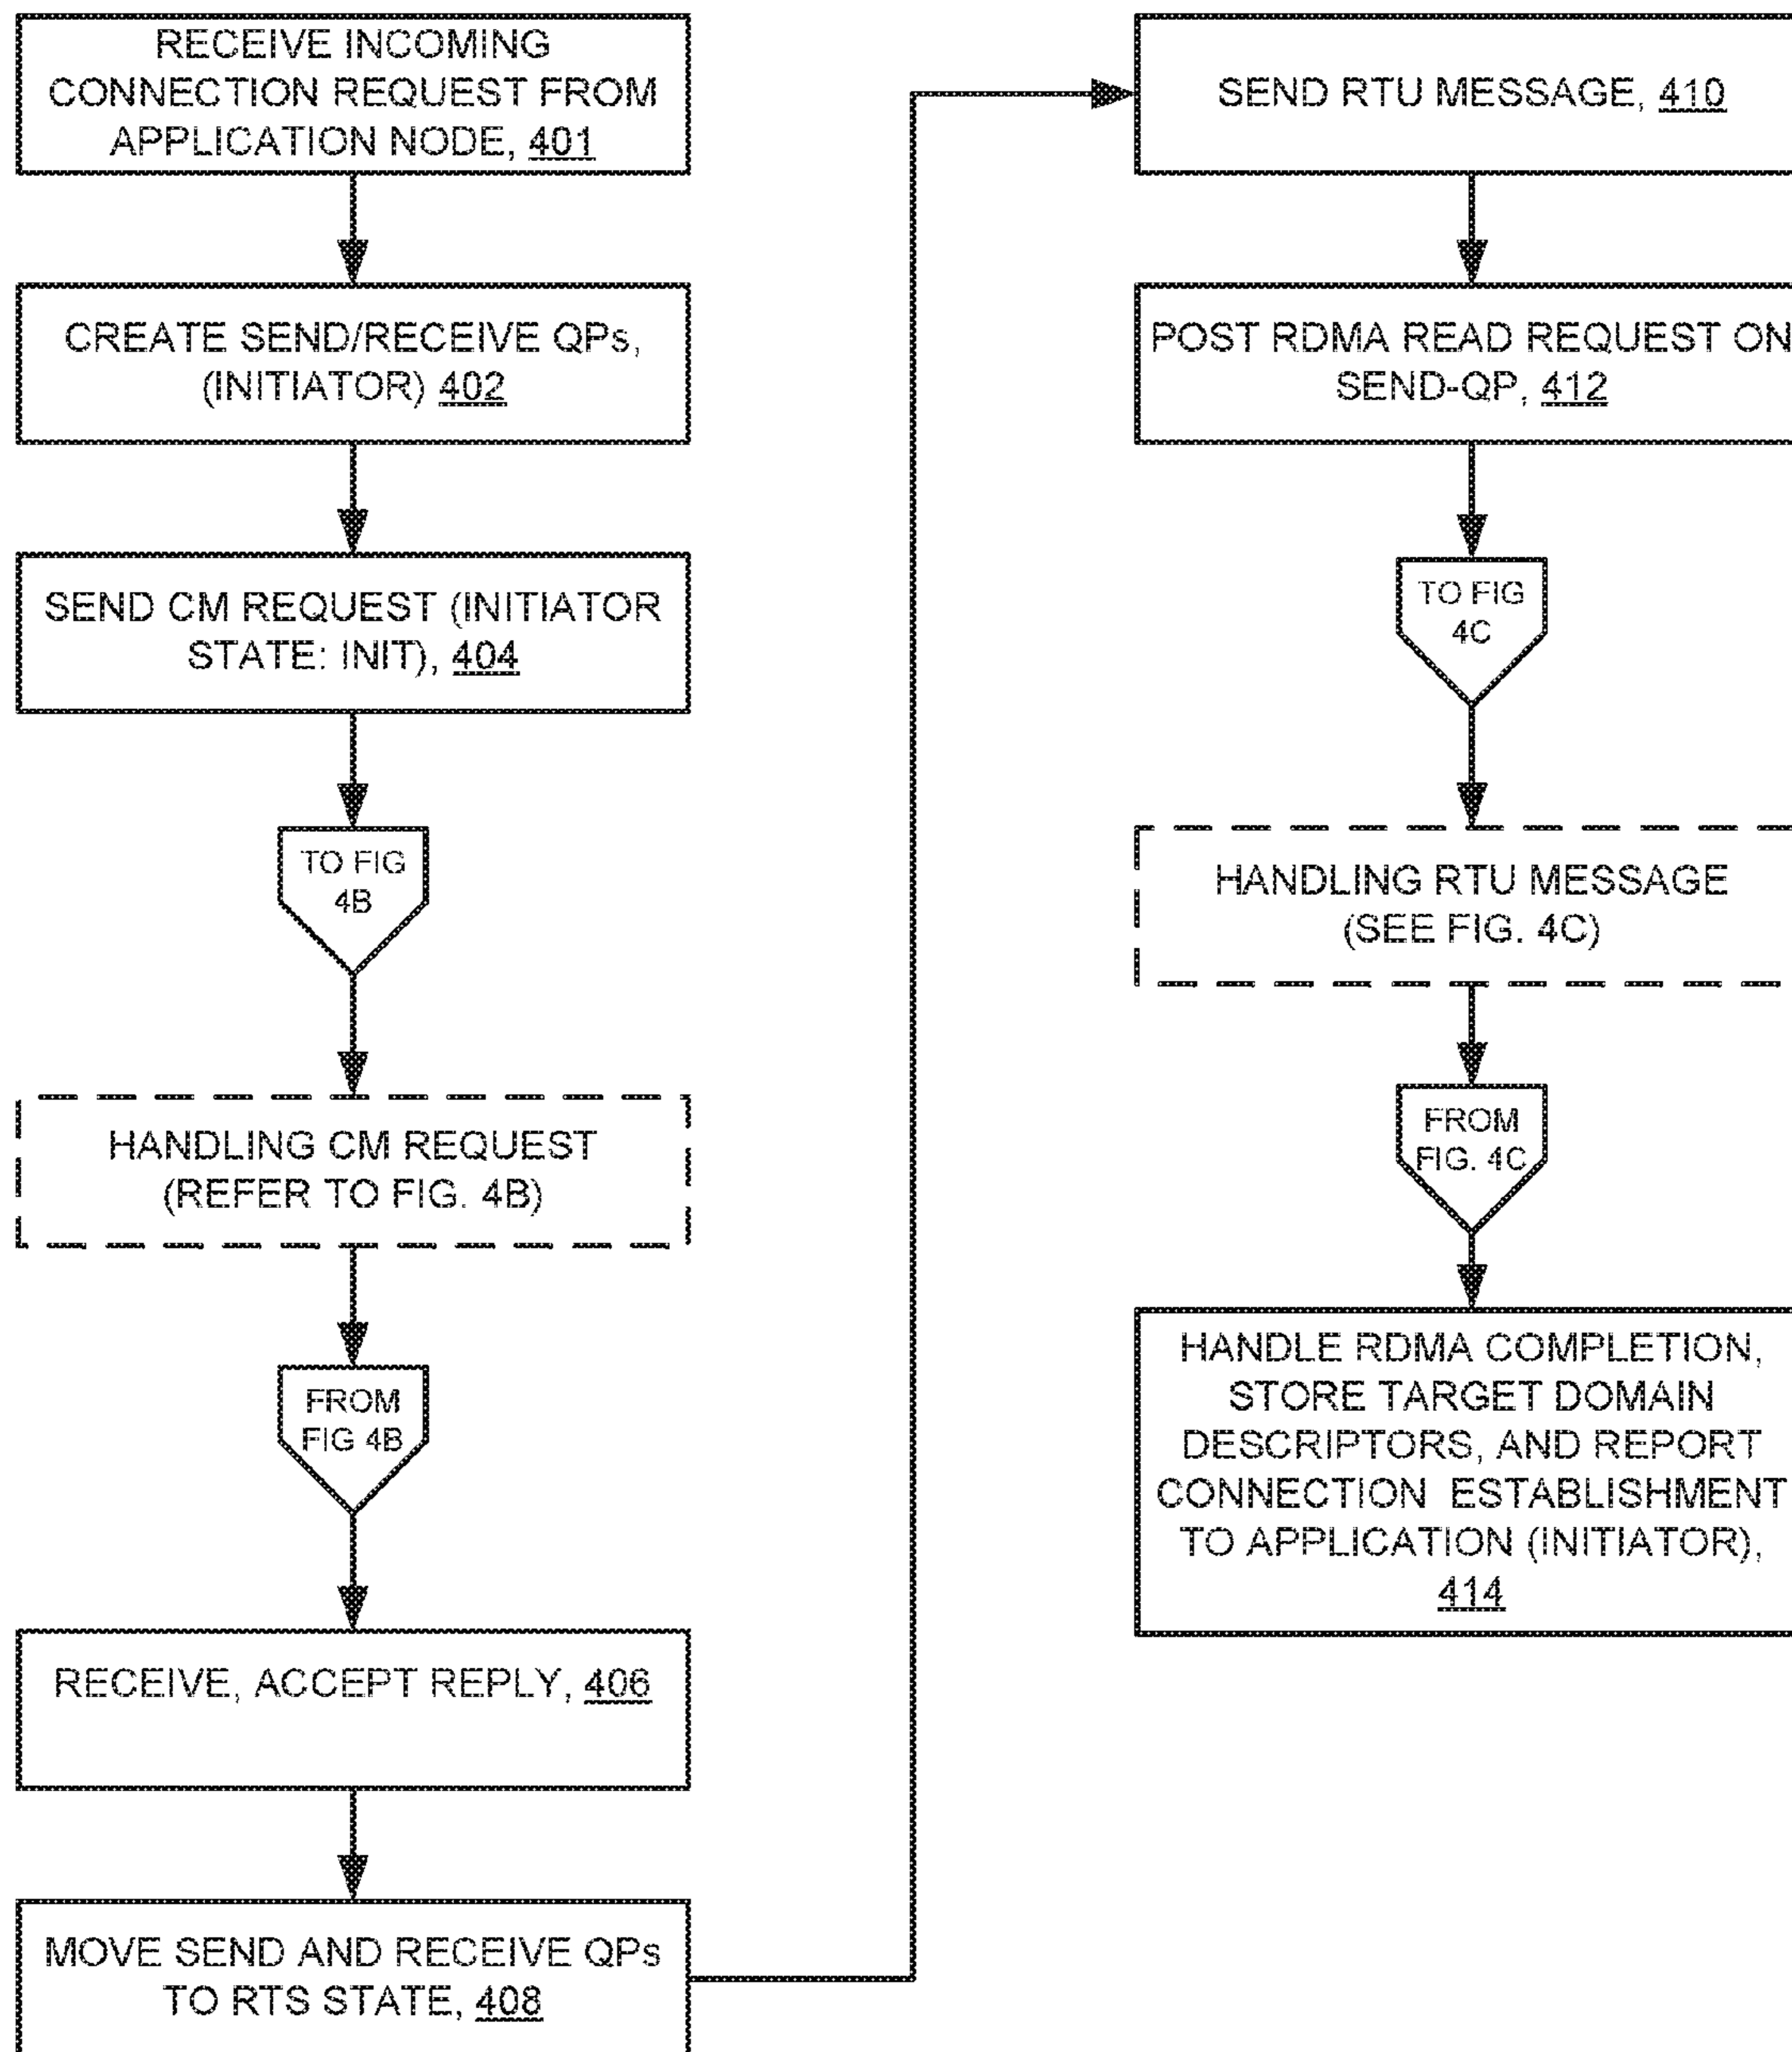 RECEIVE INCOMING
CONNECTION REQUEST FROM
APPLICATION NODE, 401
CREATE SEND/RECEIVE QPs,
(INITIATOR) 402
SEND CM REQUEST (INITIATOR
STATE: INIT), 404
TO FIG
4B
HANDLING CM REQUEST
(REFER TO FIG. 4B)
FROM
FIG 4B
RECEIVE, ACCEPT REPLY, 406
MOVE SEND AND RECEIVE QPs
TO RTS STATE, 408
SEND RTU MESSAGE, 410
POST RDMA READ REQUEST ON
SEND-QP, 412
TO FIG
4C
HANDLING RTU MESSAGE
(SEE FIG. 4C)
FROM
FIG. 4C
HANDLE RDMA COMPLETION,
STORE TARGET DOMAIN
DESCRIPTORS, AND REPORT
CONNECTION ESTABLISHMENT
TO APPLICATION (INITIATOR),
414